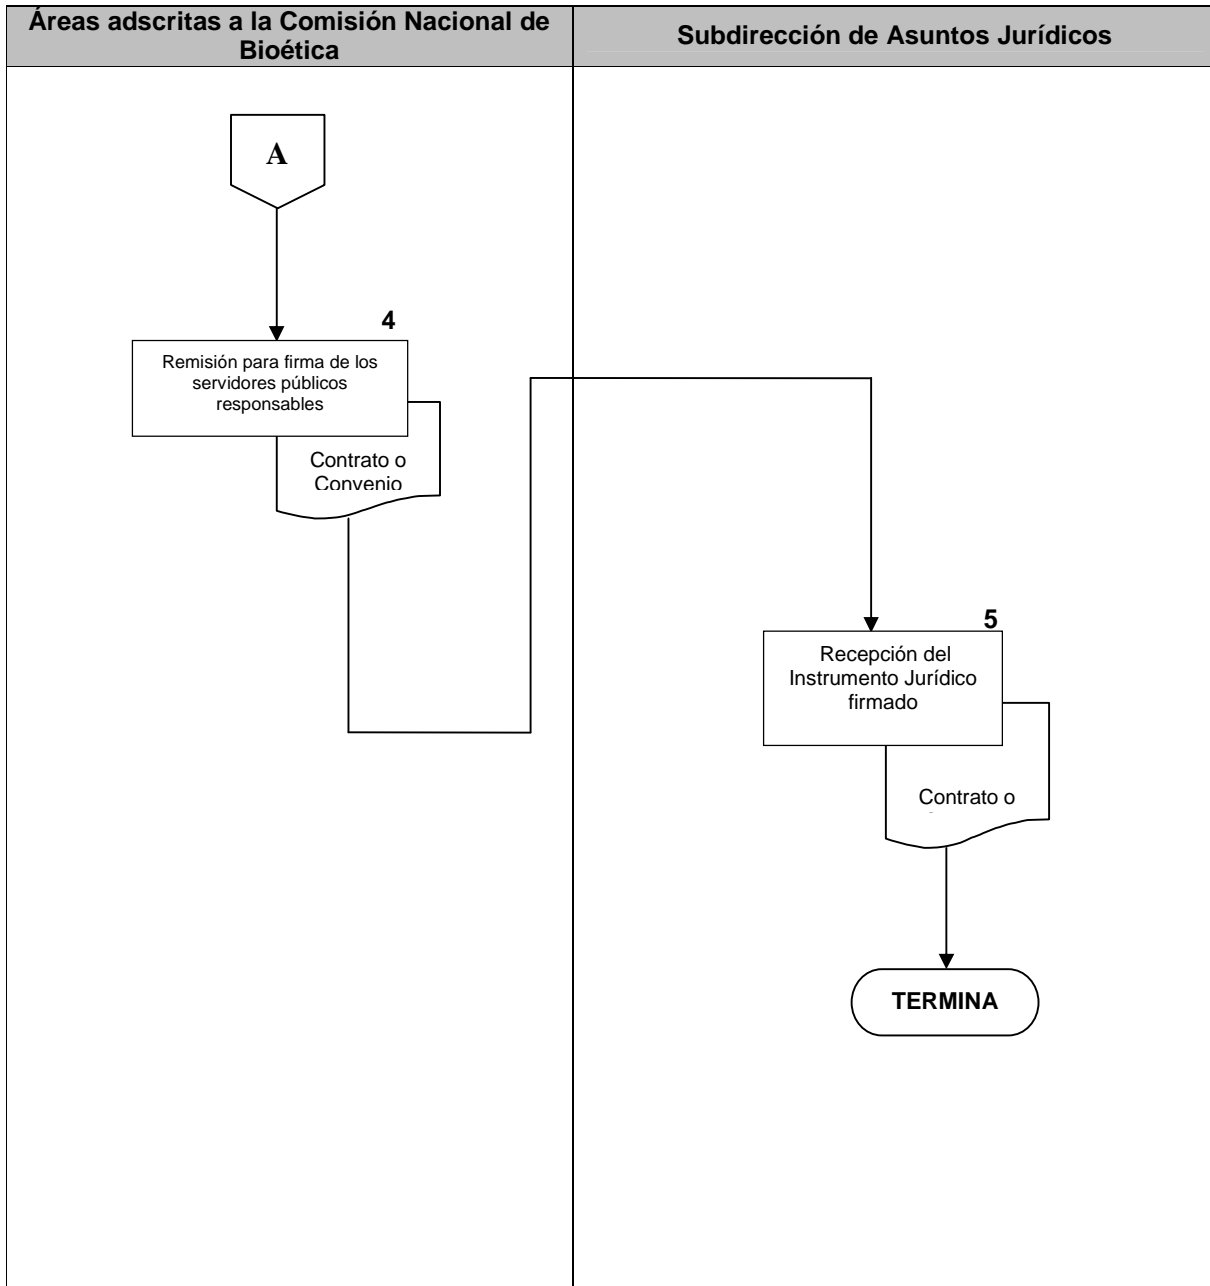 Áreas adscritas a la Comisión Nacional de
Bioética
Subdirección de Asuntos Jurídicos
A
4
Remisión para firma de los
servidores públicos
responsables
Contrato o
Convenio
5
Recepción del
Instrumento Jurídico
firmado
Contrato o
TERMINA